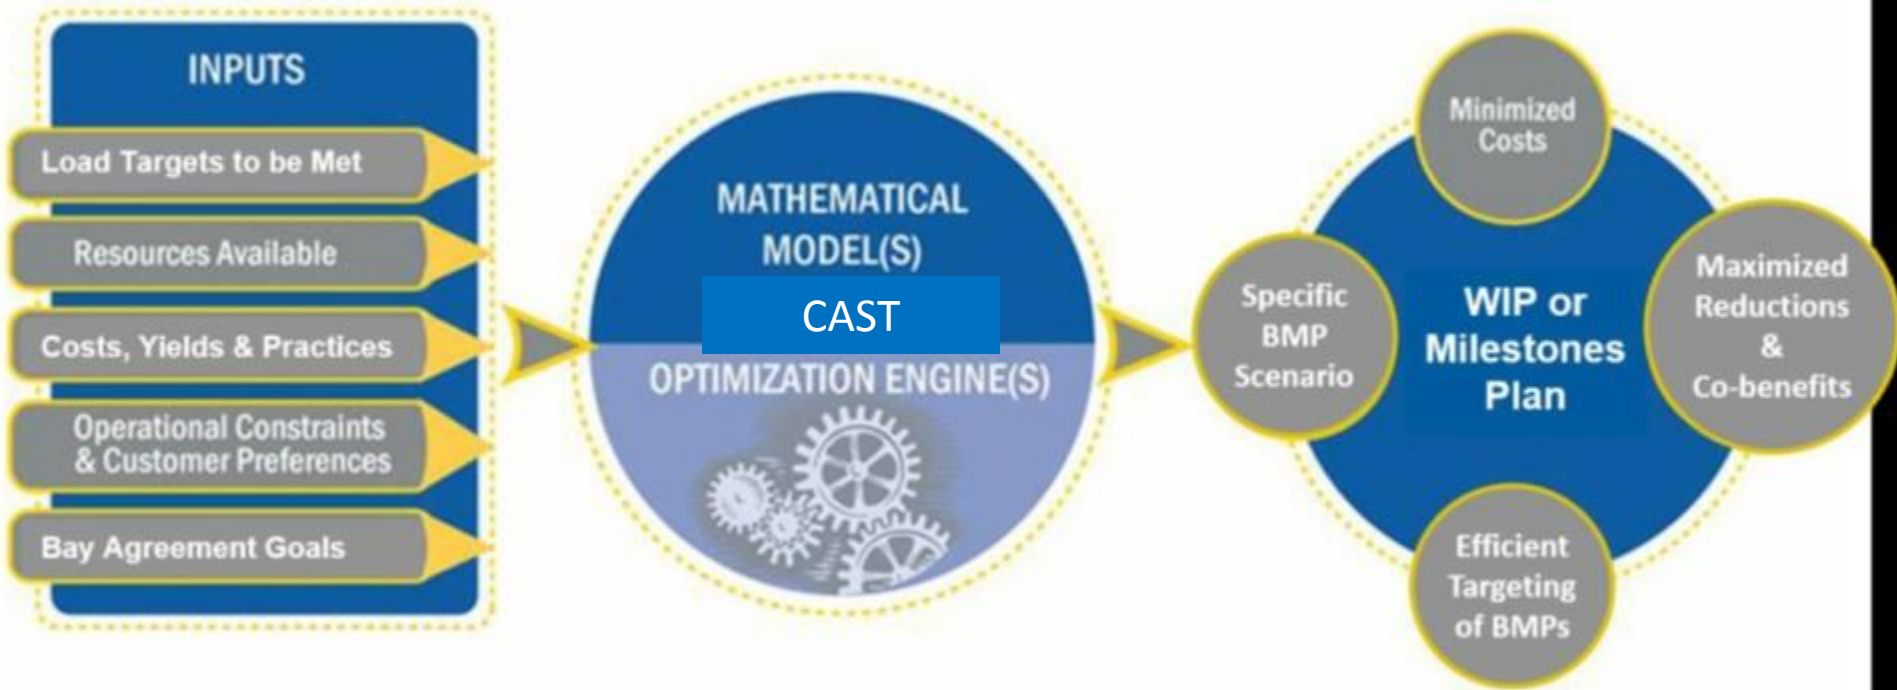 INPUTS
Load Targets to be Met
Resources Available
Costs, Yields & Practices
Operational Constraints
& Customer Preferences
Bay Agreement Goals
MATHEMATICAL
MODEL(S)
CAST
OPTIMIZATION ENGINE(S)
Minimized
Costs
Specific
BMP
Scenario
WIP or
Milestones
Plan
Maximized
Reductions
&
Co-benefits
Efficient
Targeting
of BMPs